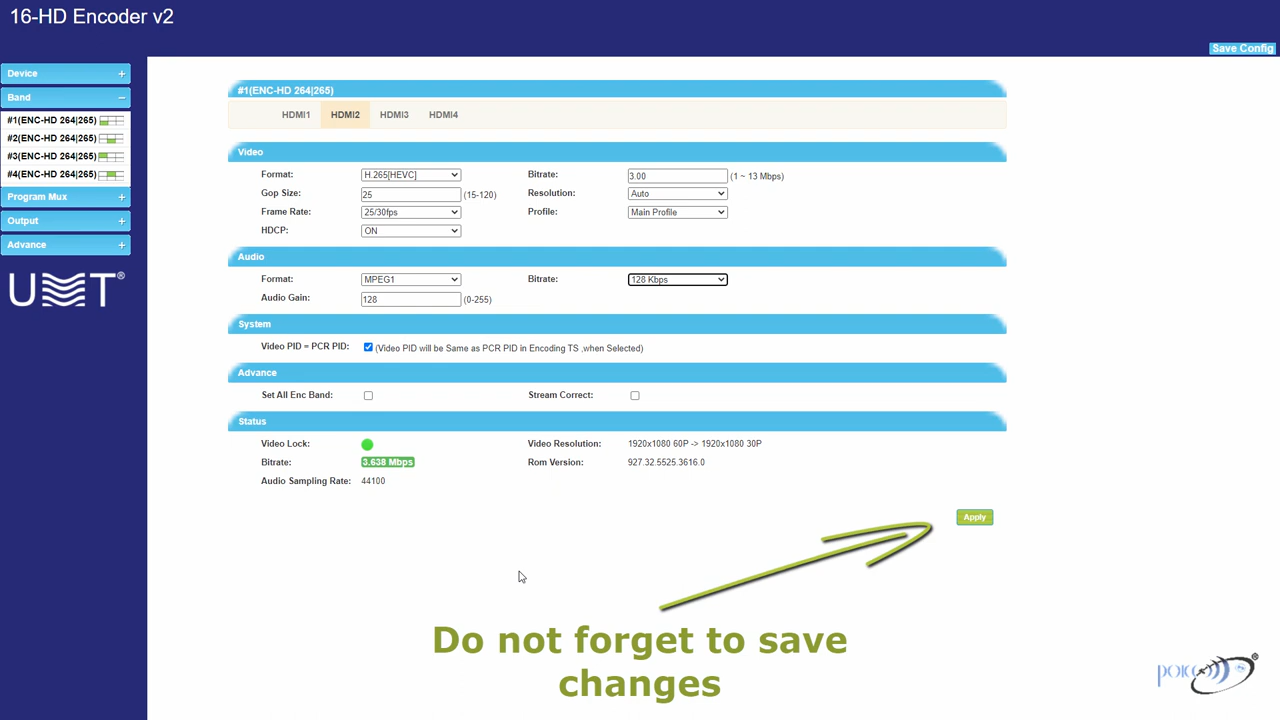 16-HD Encoder v2
Save Config
Device +
Band −
#1(ENC-HD 264|265)
#2(ENC-HD 264|265)
#3(ENC-HD 264|265)
#4(ENC-HD 264|265)
Program Mux +
Output +
Advance +
UMT®
#1(ENC-HD 264|265)
HDMI1 HDMI2 HDMI3 HDMI4
Video
Format: H.265[HEVC] Bitrate: 3.00 (1 ~ 13 Mbps)
Gop Size: 25 (15-120) Resolution: Auto
Frame Rate: 25/30fps Profile: Main Profile
HDCP: ON
Audio
Format: MPEG1 Bitrate: 128 Kbps
Audio Gain: 128 (0-255)
System
Video PID = PCR PID: (Video PID will be Same as PCR PID in Encoding TS ,when Selected)
Advance
Set All Enc Band: Stream Correct:
Status
Video Lock: Video Resolution: 1920x1080 60P -> 1920x1080 30P
Bitrate: 3.638 Mbps Rom Version: 927.32.5525.3616.0
Audio Sampling Rate: 44100
Apply
Do not forget to save
changes